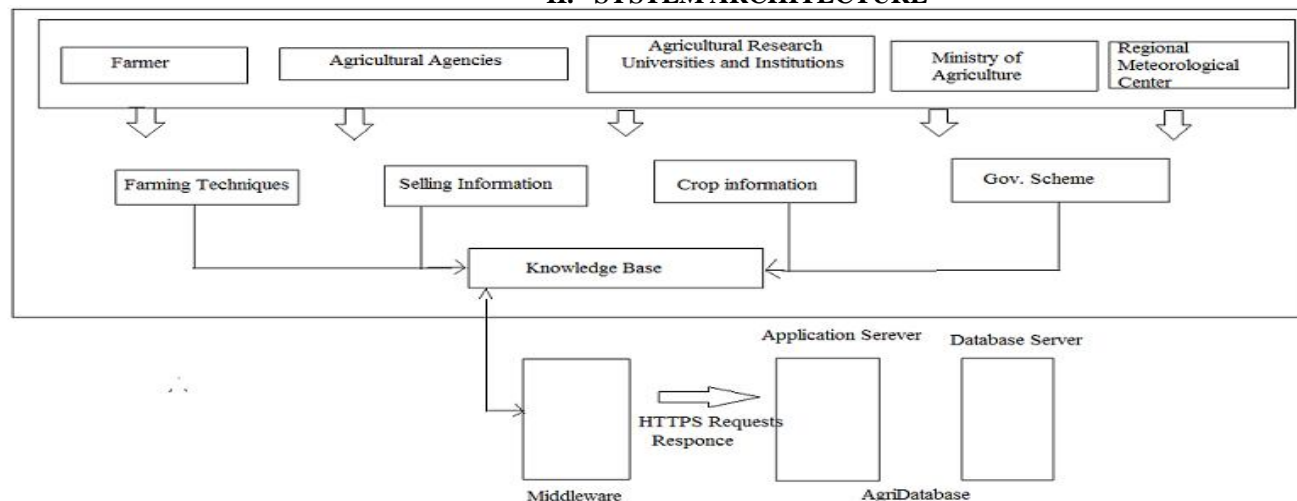 II. SYSTEM ARCHITECTURE
Farmer
Agricultural Agencies
Agricultural Research
Universities and Institutions
Ministry of
Agriculture
Regional
Meteorological
Center
Farming Techniques
Selling Information
Crop information
Gov. Scheme
Knowledge Base
Application Serever
Database Server
HTTPS Requests
Responce
Middleware
AgriDatabase